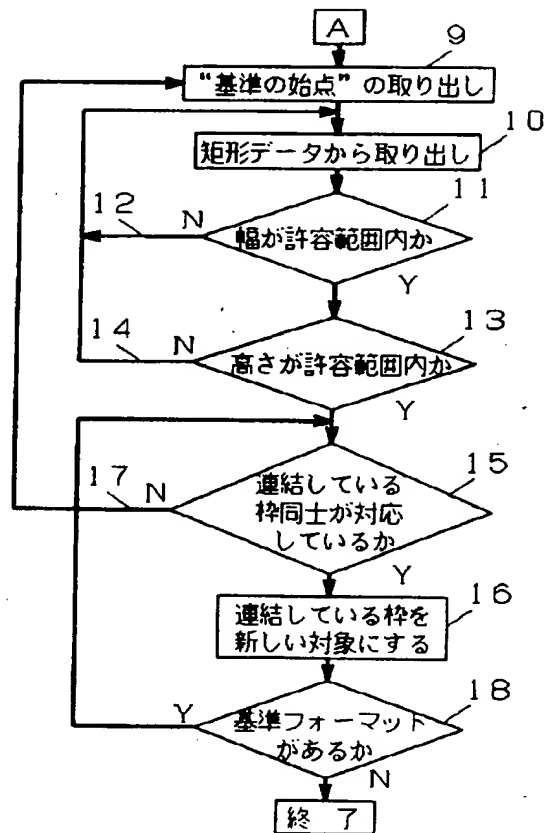 A
9
“基準の始点”の取り出し
10
矩形データから取り出し
11
12
N
幅が許容範囲内か
Y
13
14
N
高さが許容範囲内か
Y
15
17
N
連結している
枠同士が対応
しているか
Y
16
連結している枠を
新しい対象にする
18
Y
基準フォーマット
があるか
N
終 了